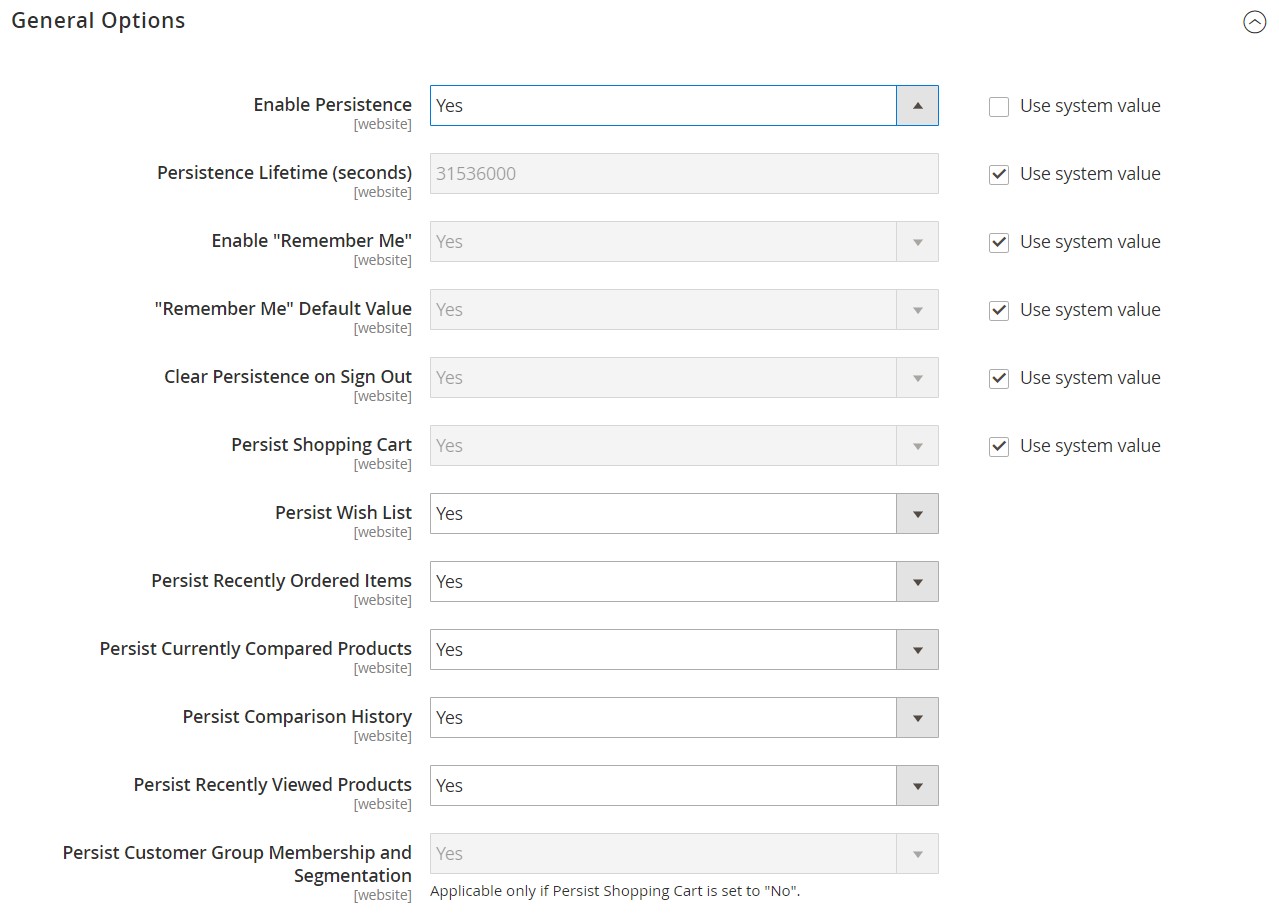 General Options
Enable Persistence Yes Use system value
[website]
Persistence Lifetime (seconds) 31536000 Use system value
[website]
Enable "Remember Me" Yes Use system value
[website]
"Remember Me" Default Value Yes Use system value
[website]
Clear Persistence on Sign Out Yes Use system value
[website]
Persist Shopping Cart Yes Use system value
[website]
Persist Wish List Yes
[website]
Persist Recently Ordered Items Yes
[website]
Persist Currently Compared Products Yes
[website]
Persist Comparison History Yes
[website]
Persist Recently Viewed Products Yes
[website]
Persist Customer Group Membership and Yes
Segmentation
[website] Applicable only if Persist Shopping Cart is set to "No".